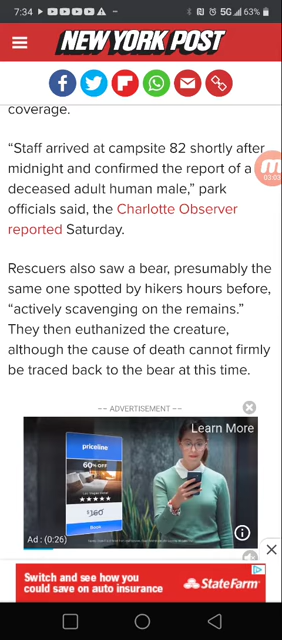 7:34
5G 63%
NEW YORK POST
coverage.
“Staff arrived at campsite 82 shortly after
midnight and confirmed the report of a
deceased adult human male,” park
officials said, the Charlotte Observer
reported Saturday.
03:03
Rescuers also saw a bear, presumably the
same one spotted by hikers hours before,
“actively scavenging on the remains.”
They then euthanized the creature,
although the cause of death cannot firmly
be traced back to the bear at this time.
-- ADVERTISEMENT --
Learn More
priceline
60% OFF
$160
Book
Ad : (0:26)
Switch and see how you
could save on auto insurance
StateFarm